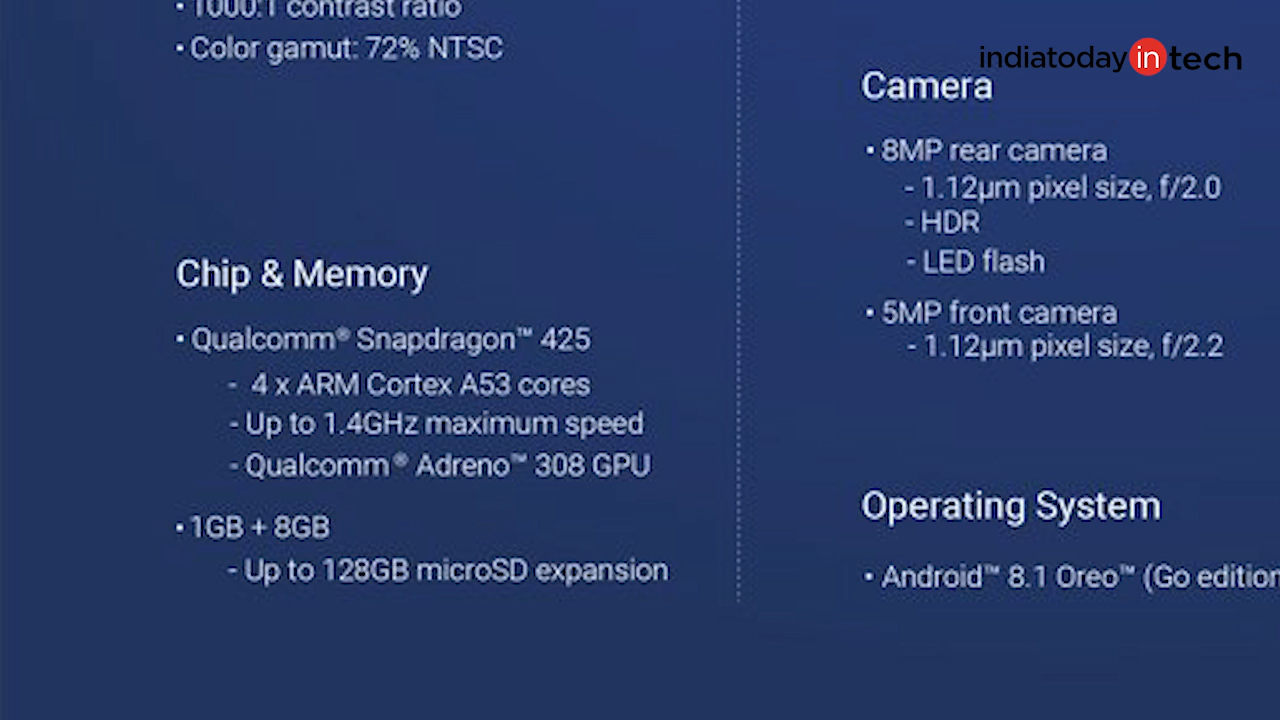 • 1000:1 contrast ratio
• Color gamut: 72% NTSC
Chip & Memory
• Qualcomm® Snapdragon™ 425
- 4 x ARM Cortex A53 cores
- Up to 1.4GHz maximum speed
- Qualcomm® Adreno™ 308 GPU
• 1GB + 8GB
- Up to 128GB microSD expansion
indiatoday in tech
Camera
• 8MP rear camera
- 1.12µm pixel size, f/2.0
- HDR
- LED flash
• 5MP front camera
- 1.12µm pixel size, f/2.2
Operating System
• Android™ 8.1 Oreo™ (Go edition